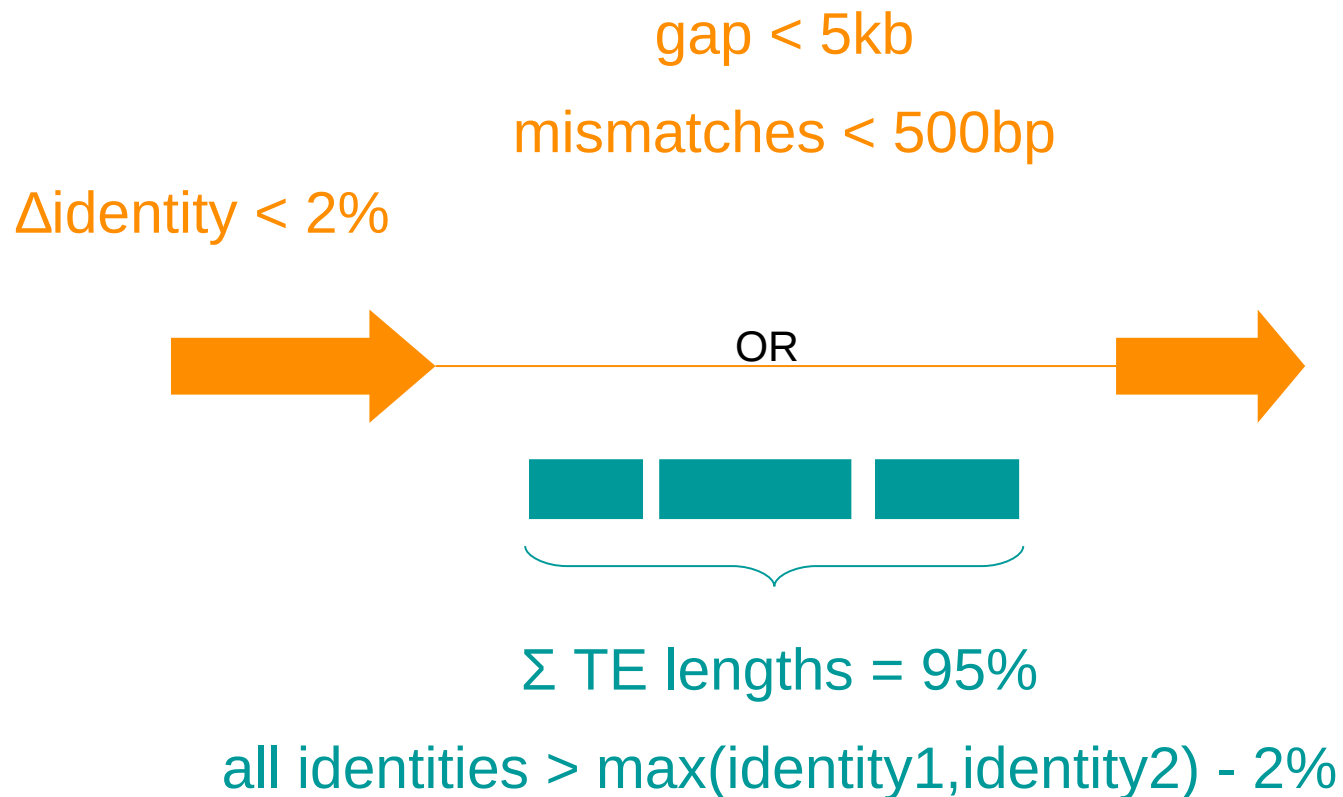 gap < 5kb
mismatches < 500bp
Δidentity < 2%
OR
Σ TE lengths = 95%
all identities > max(identity1,identity2) - 2%